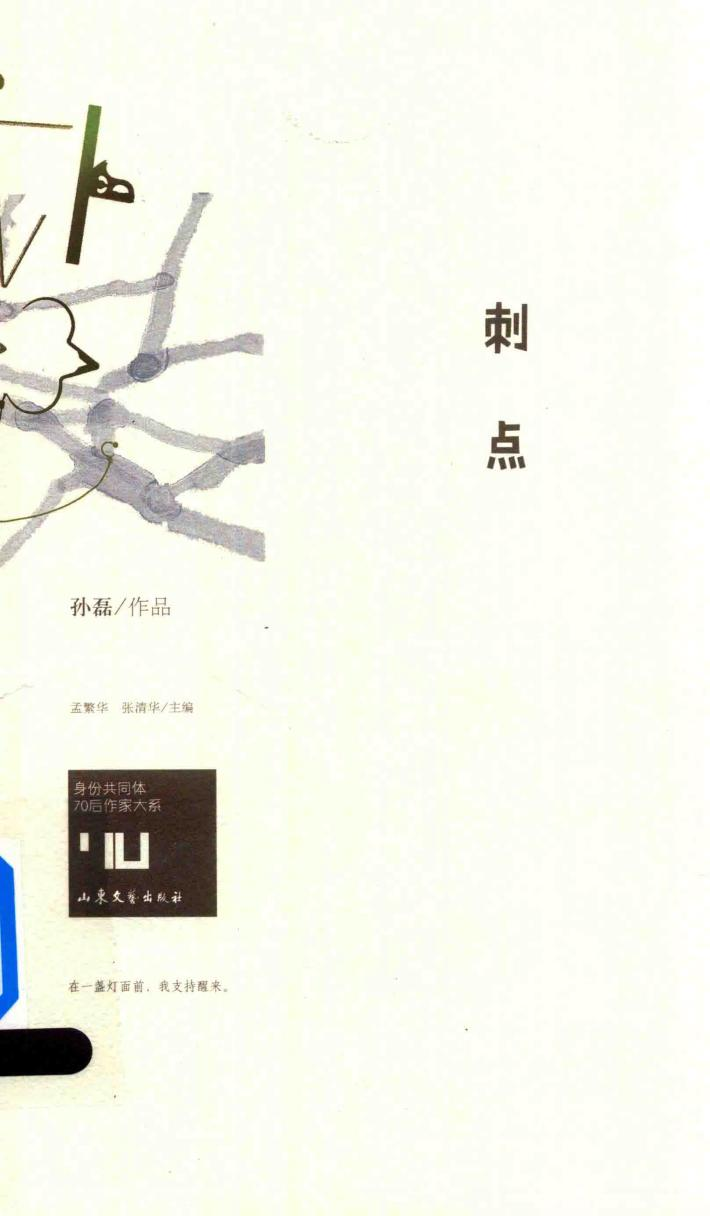 刺点
孙磊/作品
孟繁华 张清华/主编
身份共同体
70后作家大系
山東文藝出版社
在一盏灯面前，我支持醒来。